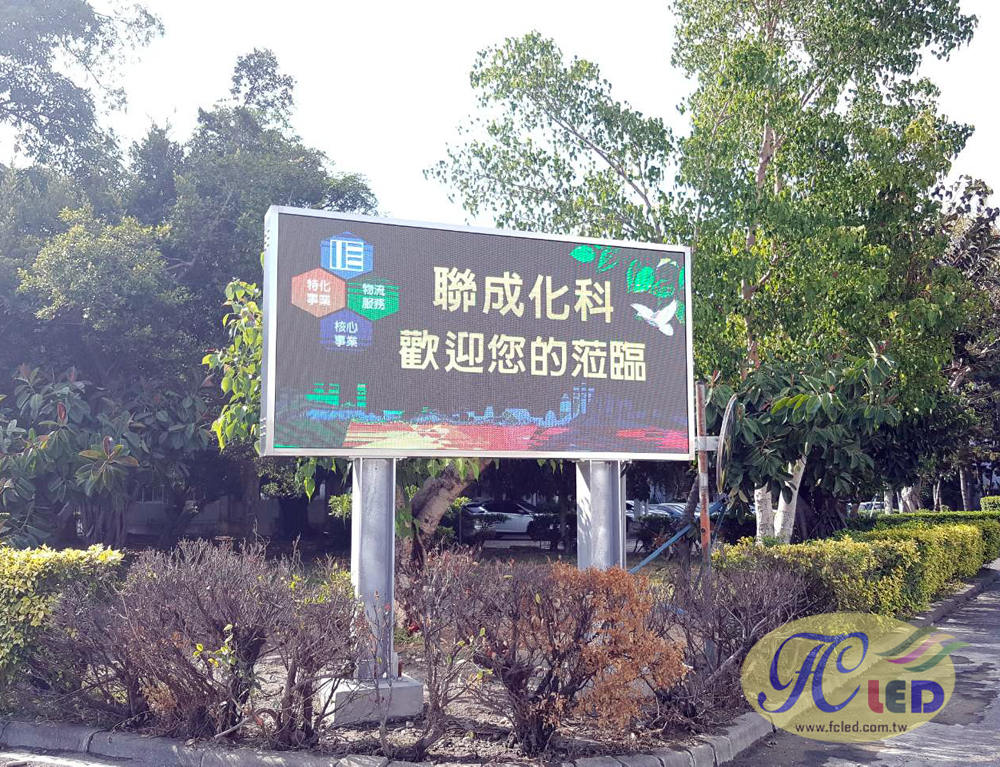 特化
事業
物流
服務
核心
事業
聯成化科
歡迎您的蒞臨
FC LED
www.fcled.com.tw